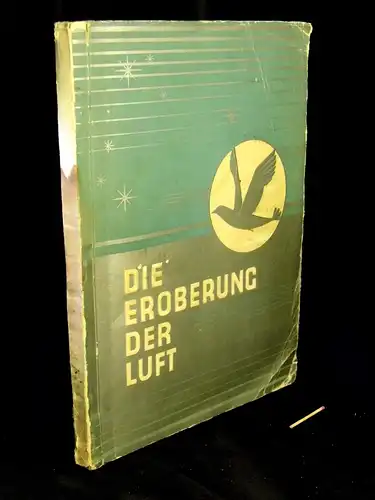 DIE
EROBERUNG
DER
LUFT